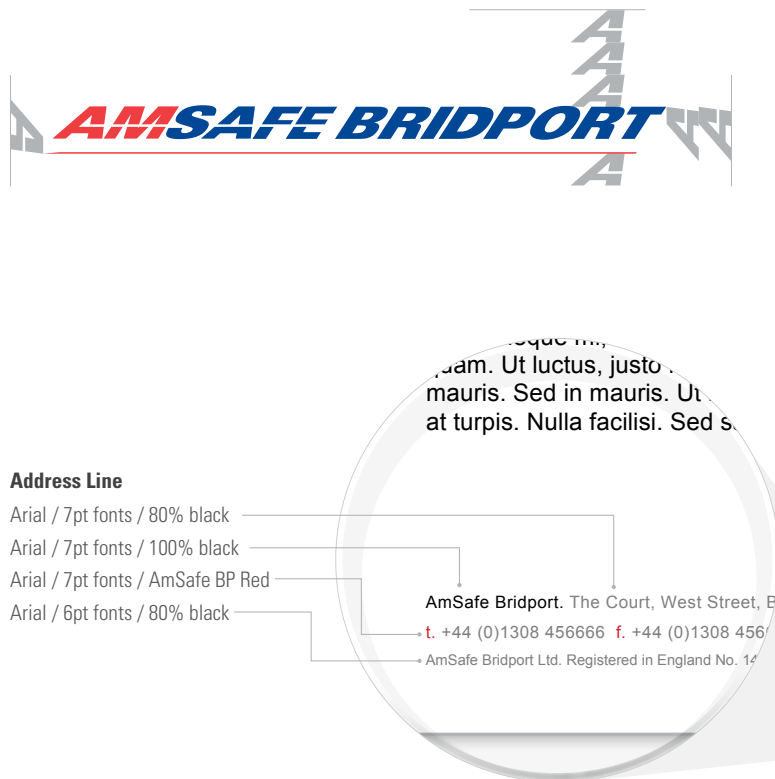 AMSAFE BRIDPORT
quam. Ut luctus, justo
mauris. Sed in mauris. Ut
at turpis. Nulla facilisi. Sed
Address Line
Arial / 7pt fonts / 80% black
Arial / 7pt fonts / 100% black
Arial / 7pt fonts / AmSafe BP Red
Arial / 6pt fonts / 80% black
AmSafe Bridport. The Court, West Street, B
t. +44 (0)1308 456666 f. +44 (0)1308 456
AmSafe Bridport Ltd. Registered in England No. 14